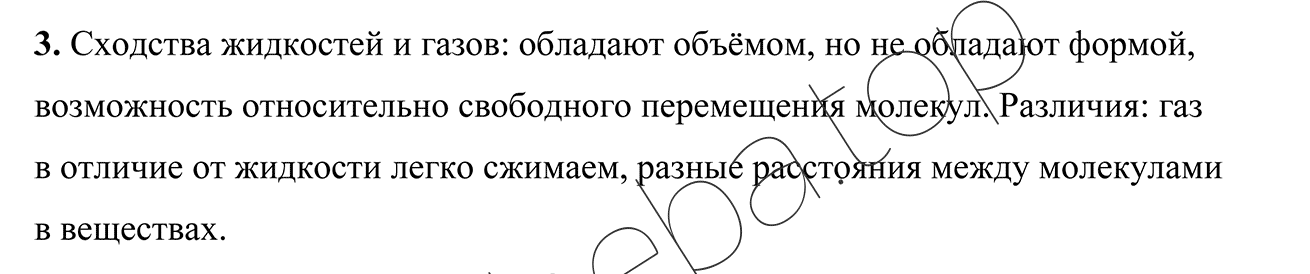 3. Сходства жидкостей и газов: обладают объёмом, но не обладают формой,
возможность относительно свободного перемещения молекул. Различия: газ
в отличие от жидкости легко сжимаем, разные расстояния между молекулами
в веществах.